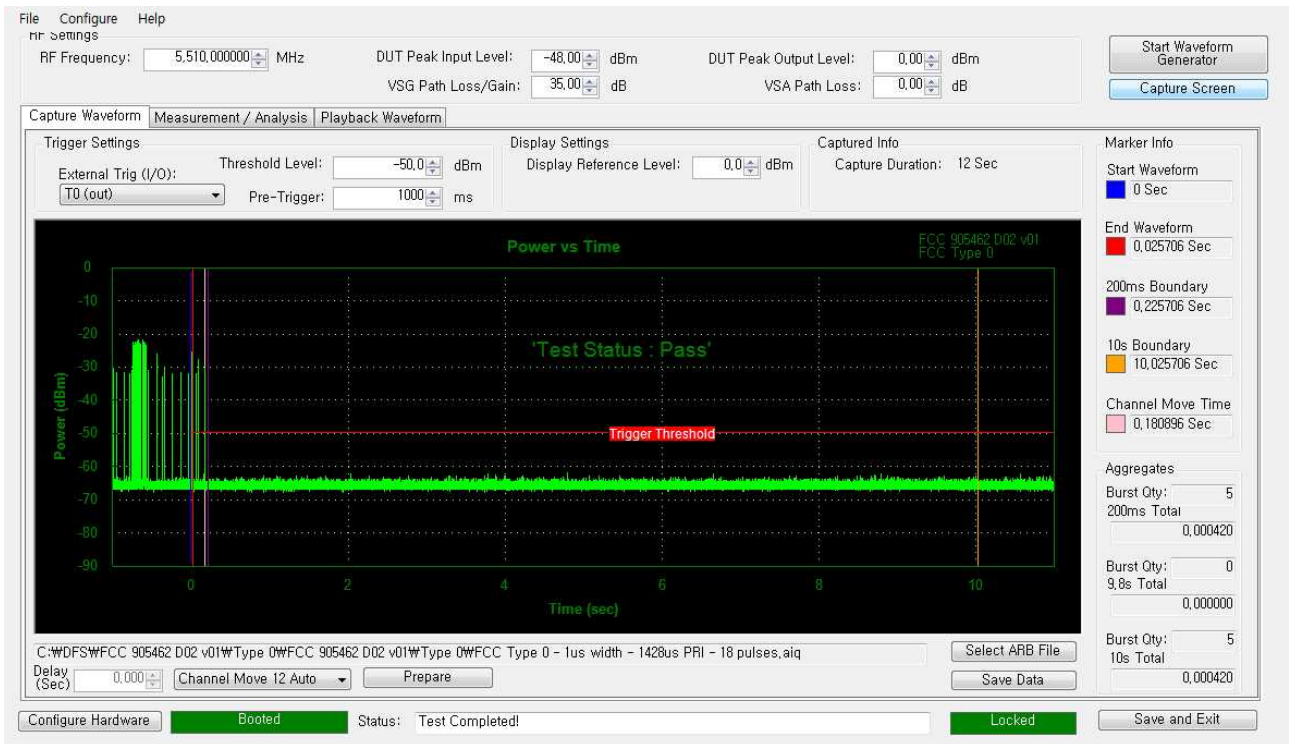 File Configure Help
RF Settings
RF Frequency: 5,510,000000 MHz DUT Peak Input Level: -48,00 dBm DUT Peak Output Level: 0,00 dBm
VSG Path Loss/Gain: 35,00 dB VSA Path Loss: 0,00 dB
Start Waveform
Generator
Capture Screen
Capture Waveform Measurement / Analysis Playback Waveform
Trigger Settings
External Trig (I/O):
T0 (out)
Threshold Level: -50,0 dBm
Pre-Trigger: 1000 ms
Display Settings
Display Reference Level: 0,0 dBm
Captured Info
Capture Duration: 12 Sec
Power vs Time
FCC 905462 D02 v01
FCC Type 0
'Test Status : Pass'
Trigger Threshold
Power (dBm)
0
-10
-20
-30
-40
-50
-60
-70
-80
-90
0 2 4 6 8 10
Time (sec)
Marker Info
Start Waveform
0 Sec
End Waveform
0,025706 Sec
200ms Boundary
0,225706 Sec
10s Boundary
10,025706 Sec
Channel Move Time
0,180896 Sec
Aggregates
Burst Qty: 5
200ms Total
0,000420
Burst Qty: 0
9,8s Total
0,000000
Burst Qty: 5
10s Total
0,000420
C:₩DFS₩FCC 905462 D02 v01₩Type 0₩FCC 905462 D02 v01₩Type 0₩FCC Type 0 - 1us width - 1428us PRI - 18 pulses,aiq
Select ARB File
Delay
(Sec) 0,000 Channel Move 12 Auto Prepare Save Data
Configure Hardware Booted Status: Test Completed! Locked Save and Exit